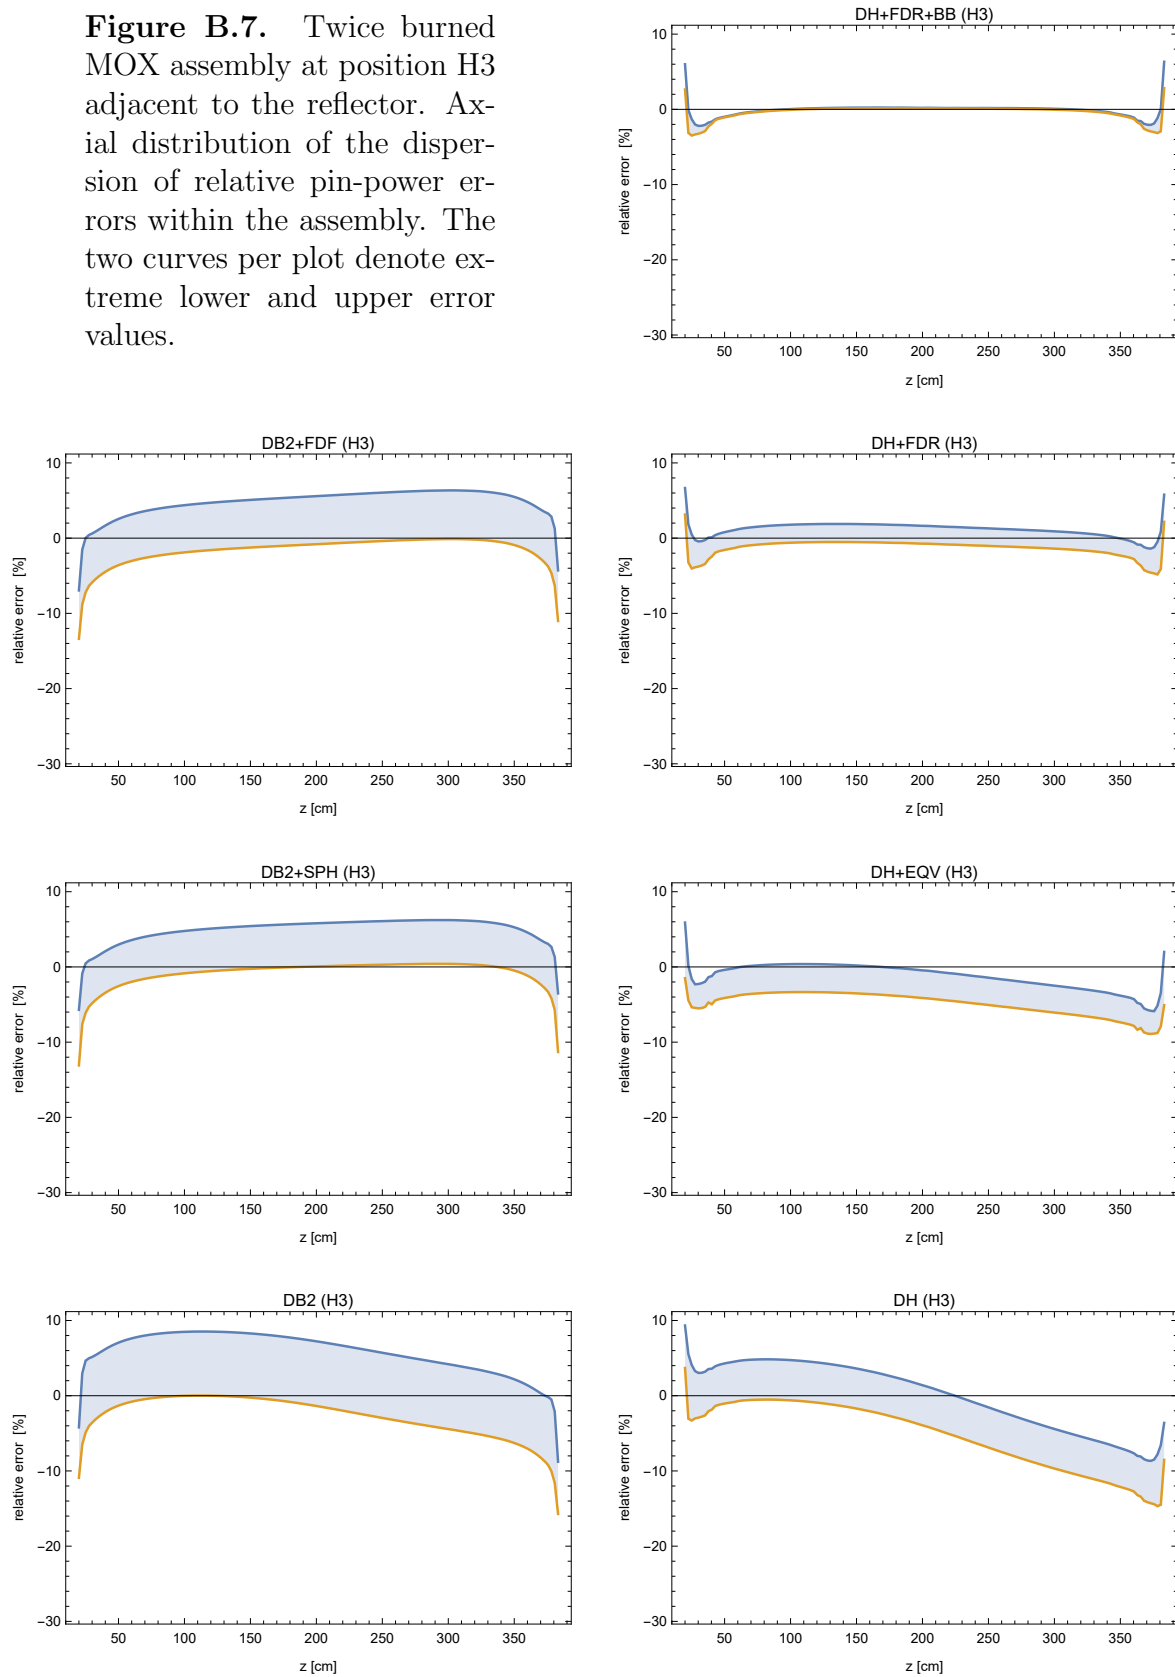 Figure B.7. Twice burned
MOX assembly at position H3
adjacent to the reflector. Ax-
ial distribution of the disper-
sion of relative pin-power er-
rors within the assembly. The
two curves per plot denote ex-
treme lower and upper error
values.
DH+FDR+BB (H3)
10
0
−10
−20
−30
relative error [%]
50 100 150 200 250 300 350
z [cm]
DB2+FDF (H3)
10
0
−10
−20
−30
relative error [%]
50 100 150 200 250 300 350
z [cm]
DH+FDR (H3)
10
0
−10
−20
−30
relative error [%]
50 100 150 200 250 300 350
z [cm]
DB2+SPH (H3)
10
0
−10
−20
−30
relative error [%]
50 100 150 200 250 300 350
z [cm]
DH+EQV (H3)
10
0
−10
−20
−30
relative error [%]
50 100 150 200 250 300 350
z [cm]
DB2 (H3)
10
0
−10
−20
−30
relative error [%]
50 100 150 200 250 300 350
z [cm]
DH (H3)
10
0
−10
−20
−30
relative error [%]
50 100 150 200 250 300 350
z [cm]